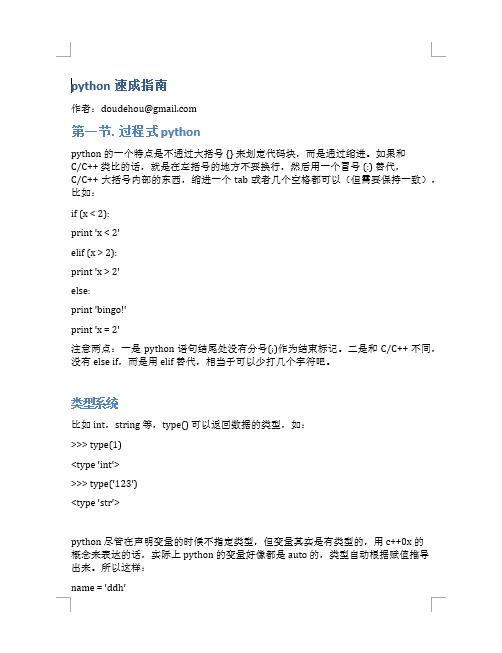 python 速成指南
作者：doudehou@gmail.com
第一节. 过程式 python
python 的一个特点是不通过大括号 {} 来划定代码块，而是通过缩进。如果和
C/C++ 类比的话，就是在左括号的地方不要换行，然后用一个冒号 (:) 替代，
C/C++ 大括号内部的东西，缩进一个 tab 或者几个空格都可以（但需要保持一致），
比如：
if (x < 2):
print 'x < 2'
elif (x > 2):
print 'x > 2'
else:
print 'bingo!'
print 'x = 2'
注意两点：一是 python 语句结尾处没有分号(;)作为结束标记。二是和 C/C++ 不同，
没有 else if，而是用 elif 替代，相当于可以少打几个字符吧。
类型系统
比如 int，string 等，type() 可以返回数据的类型，如：
>>> type(1)
<type 'int'>
>>> type('123')
<type 'str'>
python 尽管在声明变量的时候不指定类型，但变量其实是有类型的，用 c++0x 的
概念来表达的话，实际上 python 的变量好像都是 auto 的，类型自动根据赋值推导
出来。所以这样：
name = 'ddh'